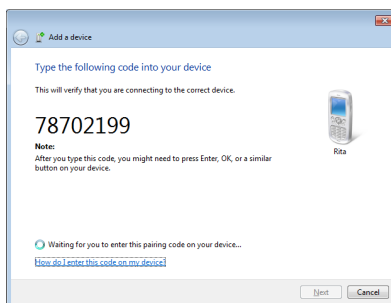 Add a device
Type the following code into your device
This will verify that you are connecting to the correct device.
78702199
Note:
After you type this code, you might need to press Enter, OK, or a similar
button on your device.
Rita
Waiting for you to enter this pairing code on your device...
How do I enter this code on my device?
Next
Cancel